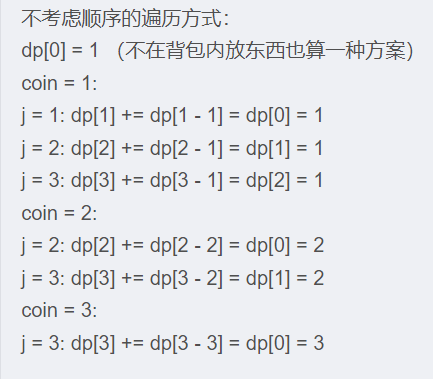 不考虑顺序的遍历方式：
dp[0] = 1 （不在背包内放东西也算一种方案）
coin = 1:
j = 1: dp[1] += dp[1 - 1] = dp[0] = 1
j = 2: dp[2] += dp[2 - 1] = dp[1] = 1
j = 3: dp[3] += dp[3 - 1] = dp[2] = 1
coin = 2:
j = 2: dp[2] += dp[2 - 2] = dp[0] = 2
j = 3: dp[3] += dp[3 - 2] = dp[1] = 2
coin = 3:
j = 3: dp[3] += dp[3 - 3] = dp[0] = 3